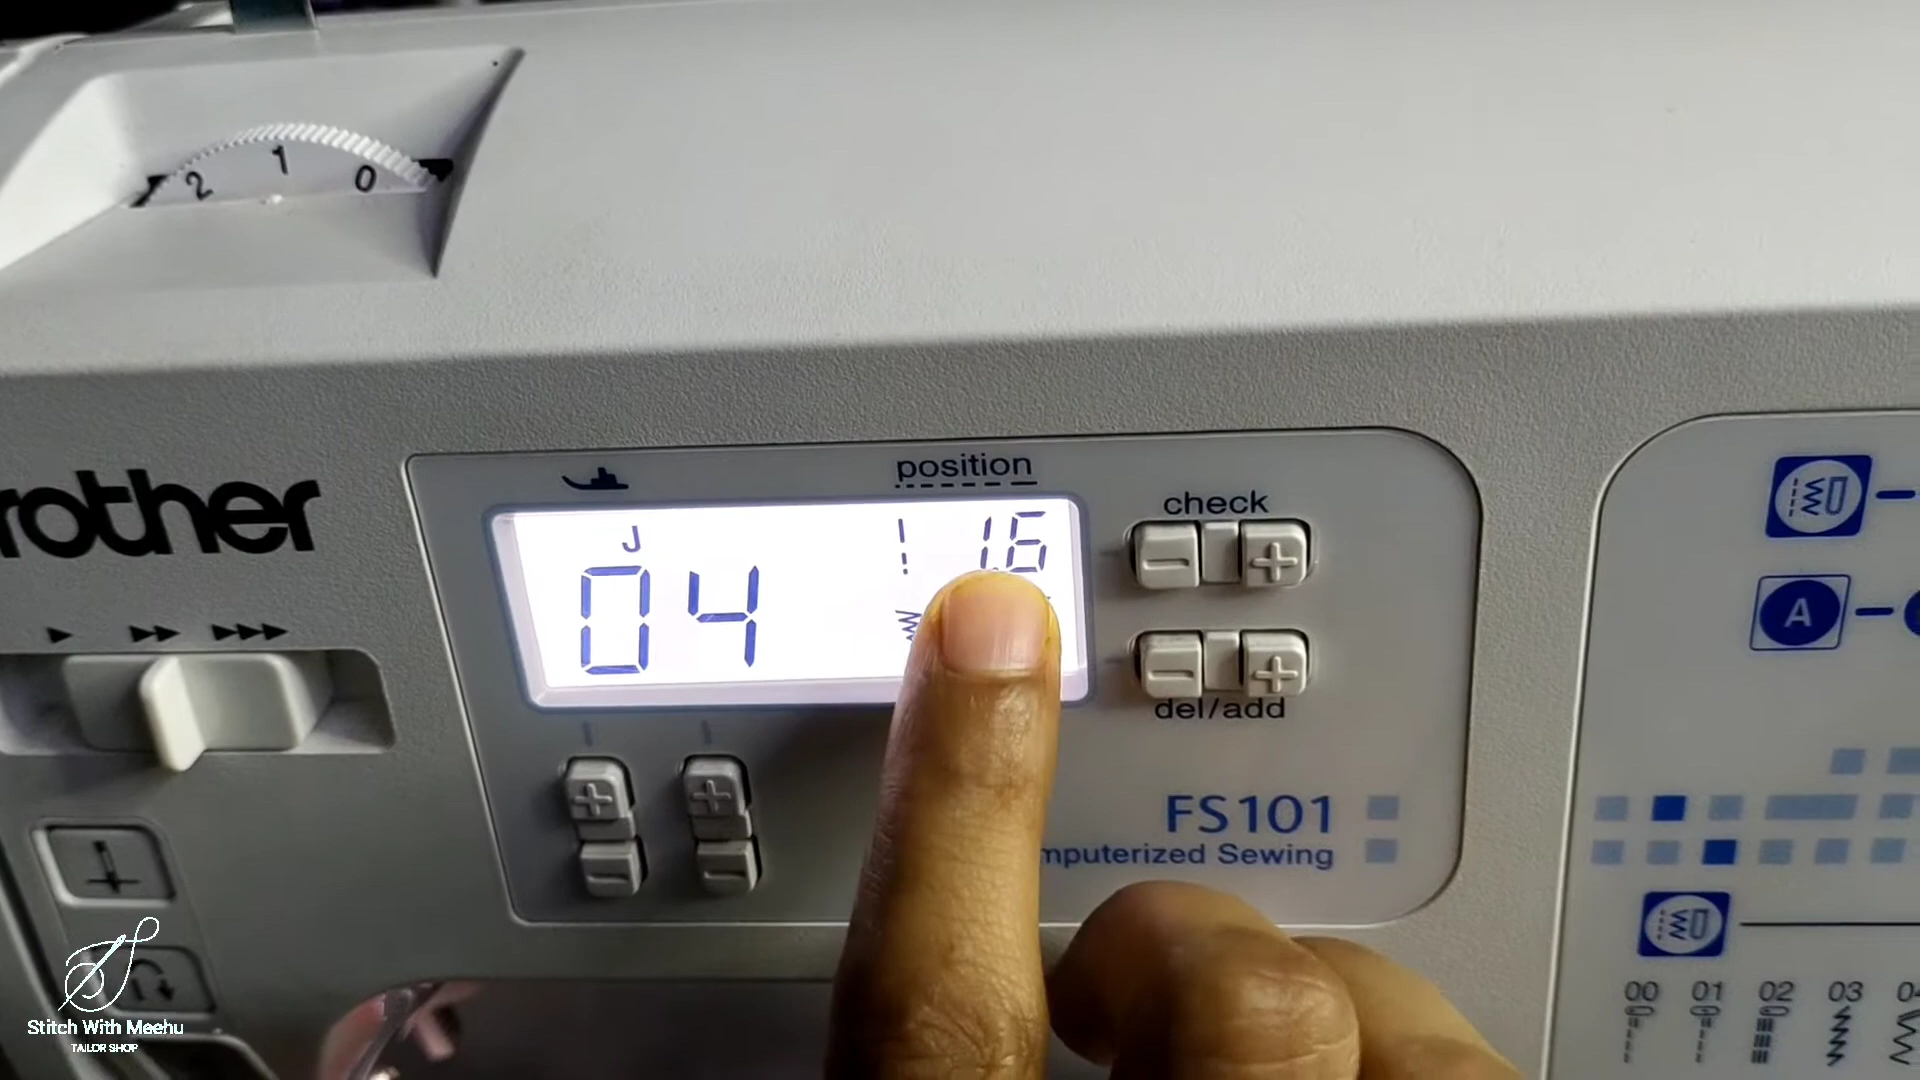 2 1 0
rother
position
J
1.6
04
check
del/add
FS101
mputerized Sewing
A
00 01 02 03
Stitch With Meehu
TAILOR SHOP